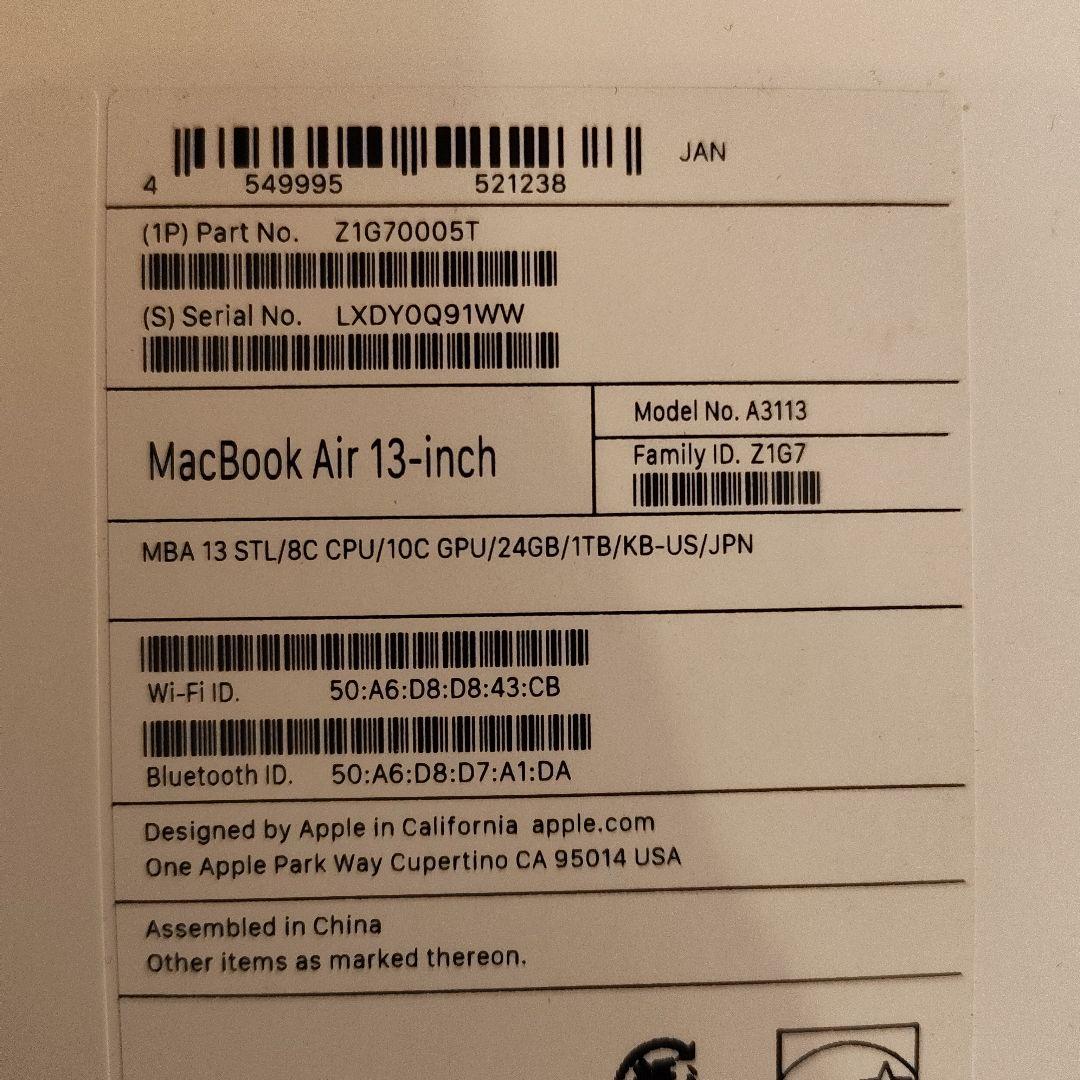 JAN
4 549995 521238
(1P) Part No. Z1G70005T
(S) Serial No. LXDY0Q91WW
MacBook Air 13-inch
Model No. A3113
Family ID. Z1G7
MBA 13 STL/8C CPU/10C GPU/24GB/1TB/KB-US/JPN
Wi-Fi ID. 50:A6:D8:D8:43:CB
Bluetooth ID. 50:A6:D8:D7:A1:DA
Designed by Apple in California apple.com
One Apple Park Way Cupertino CA 95014 USA
Assembled in China
Other items as marked thereon.